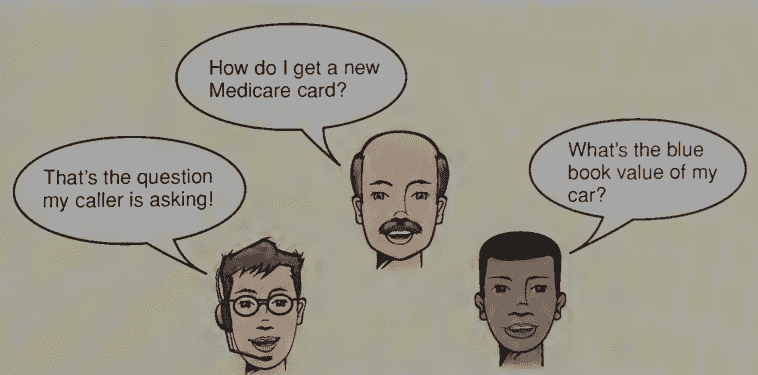 How do I get a new
Medicare card?
That's the question
my caller is asking!
What's the blue
book value of my
car?